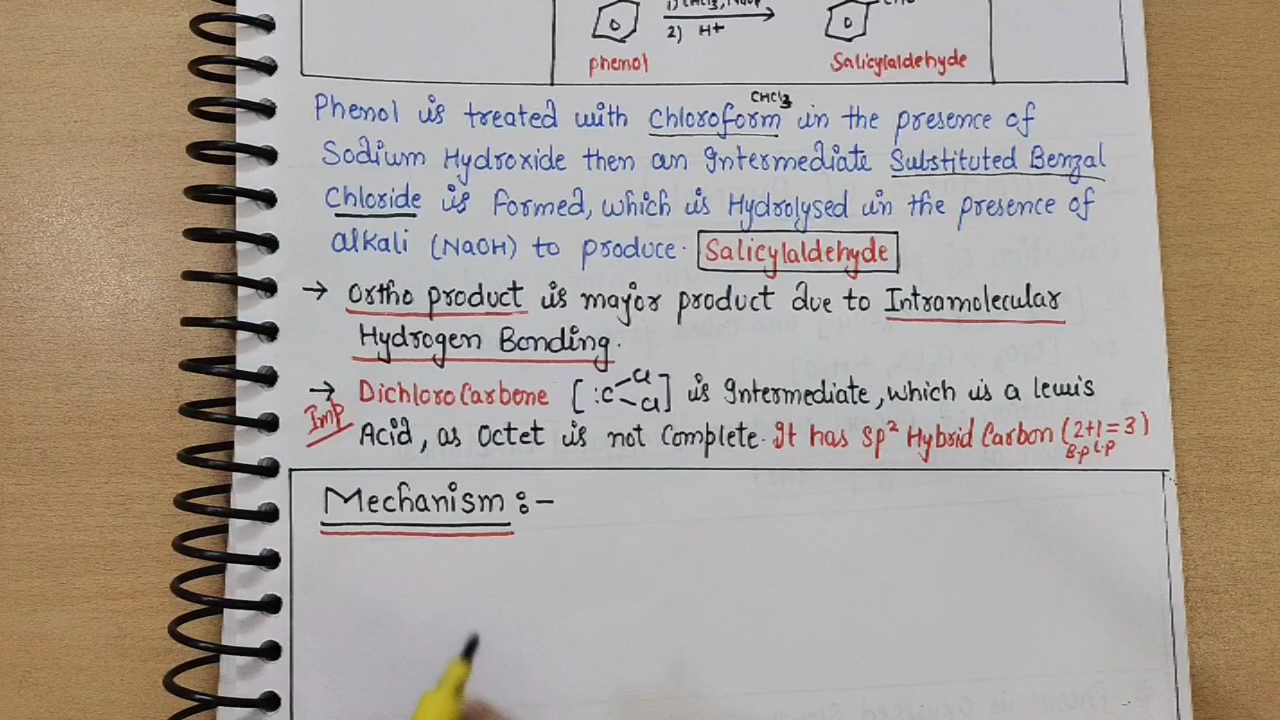 2) H+
phenol
Salicylaldehyde
Phenol is treated with Chloroform CHCl3 in the presence of
Sodium Hydroxide then an Intermediate Substituted Benzal
Chloride is formed, which is Hydrolysed in the presence of
alkali (NaOH) to produce. Salicylaldehyde
→ Ortho product is major product due to Intramolecular
Hydrogen Bonding.
→ Dichloro Carbene [:C Cl Cl] is Intermediate, which is a lewis
Imp
Acid, as Octet is not Complete. It has Sp² Hybrid Carbon (2+1=3)
B.p L.p
Mechanism :-